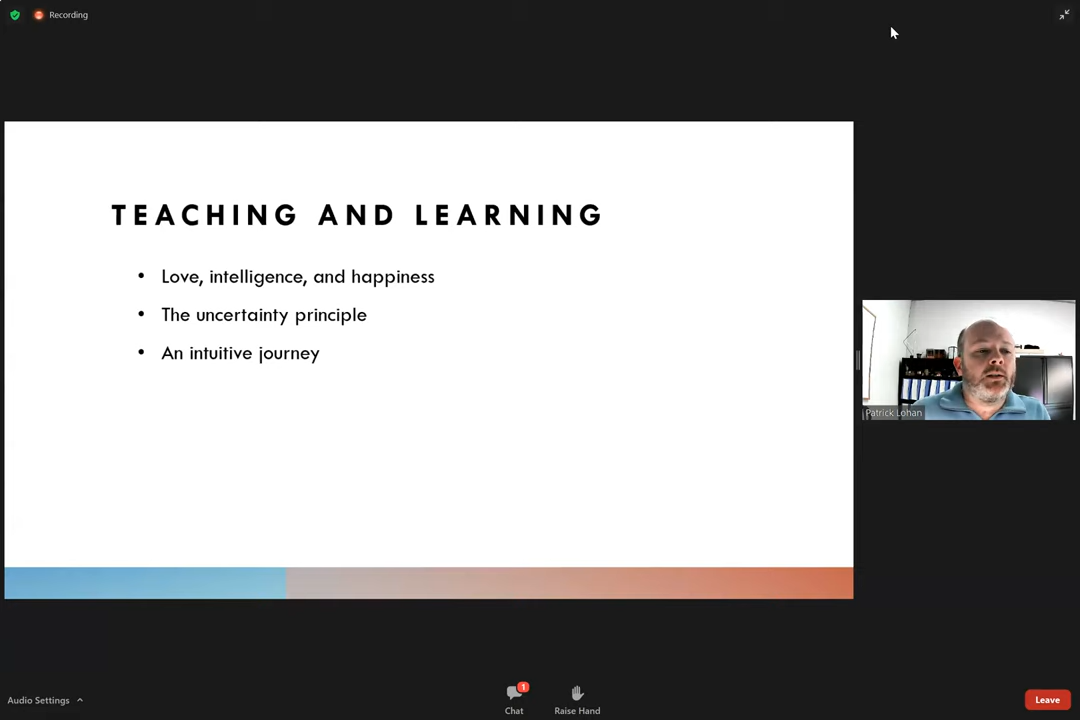 Recording
TEACHING AND LEARNING
• Love, intelligence, and happiness
• The uncertainty principle
• An intuitive journey
Patrick Lohan
Audio Settings
1
Chat
Raise Hand
Leave